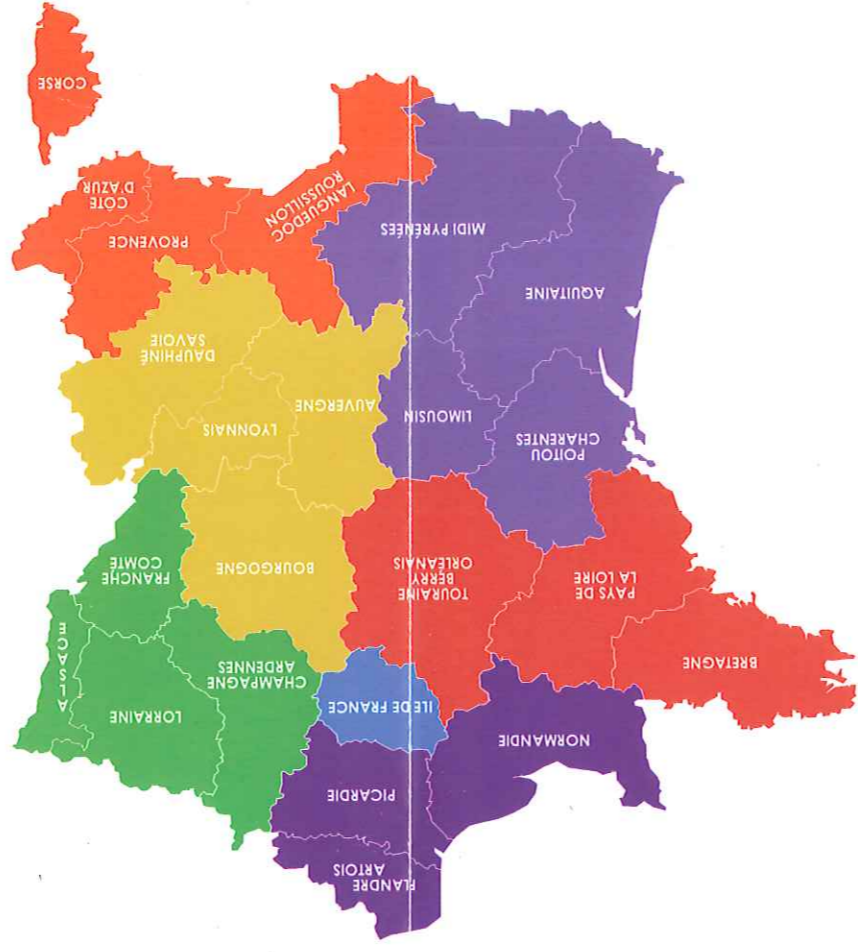 FLANDRE
ARTOIS
PICARDIE
NORMANDIE
ILE DE FRANCE
CHAMPAGNE
ARDENNES
LORRAINE
ALSACE
BRETAGNE
PAYS DE
LA LOIRE
TOURAINE
BERRY
ORLÉANAIS
BOURGOGNE
FRANCHE
COMTÉ
POITOU
CHARENTES
LIMOUSIN
AUVERGNE
LYONNAIS
DAUPHINÉ
SAVOIE
AQUITAINE
MIDI PYRÉNÉES
LANGUEDOC
ROUSSILLON
PROVENCE
CÔTE
D'AZUR
CORSE